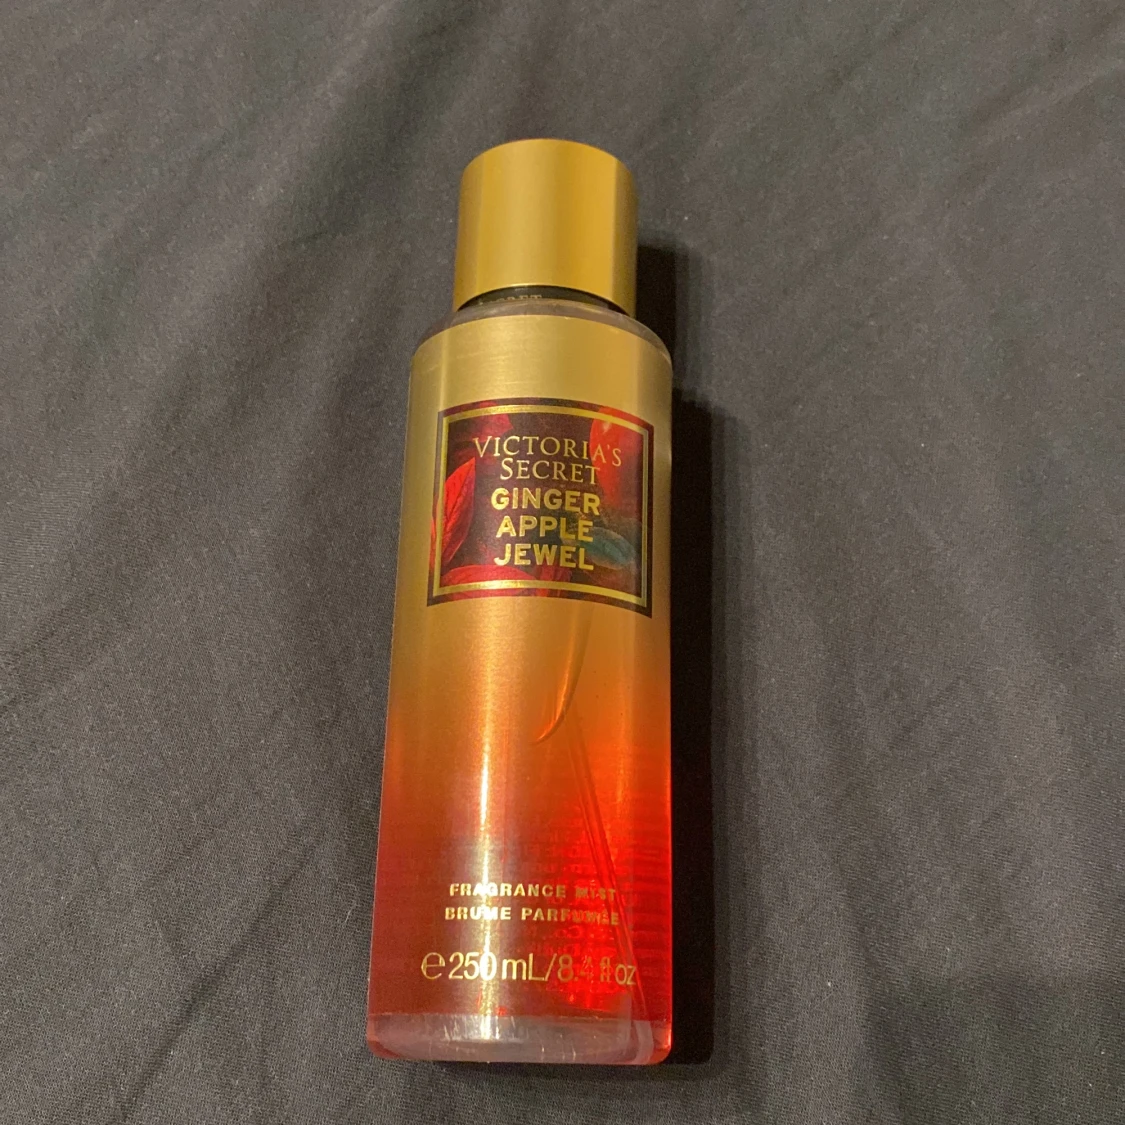 VICTORIA'S
SECRET
GINGER
APPLE
JEWEL
FRAGRANCE MIST
BRUME PARFUMÉE
℮ 250 mL/8.4 fl oz